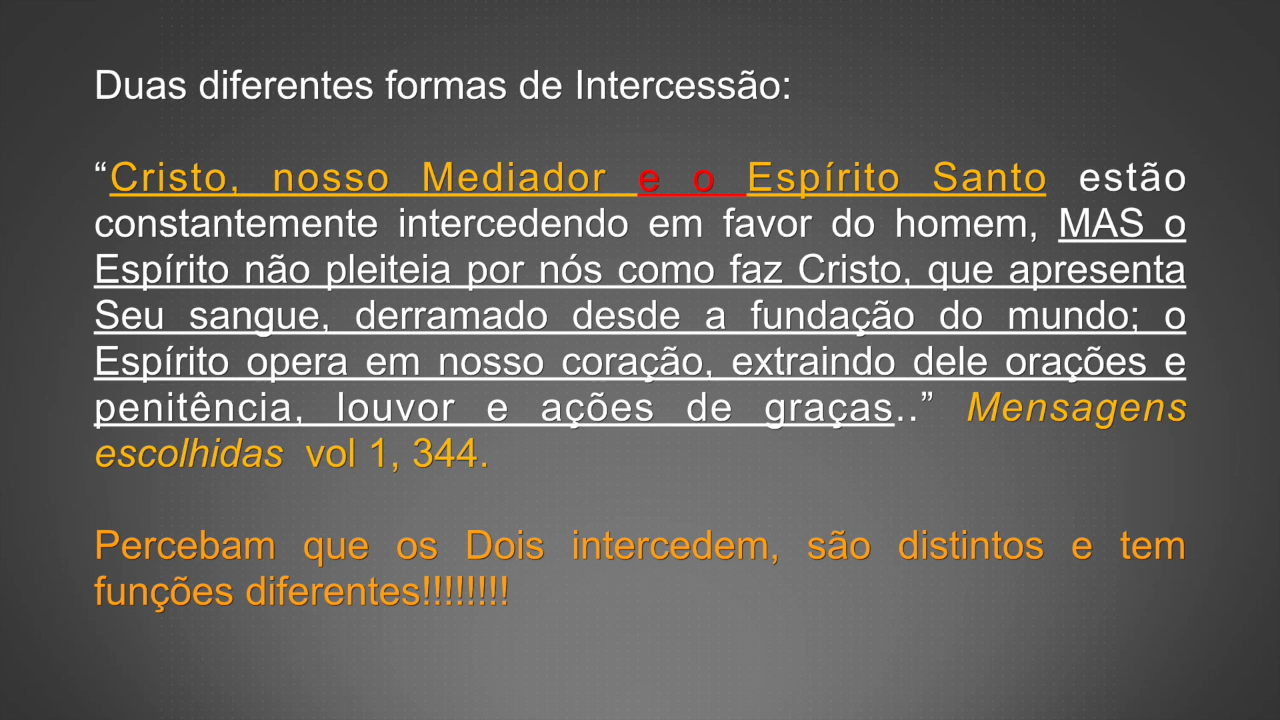 Duas diferentes formas de Intercessão:
“Cristo, nosso Mediador e o Espírito Santo estão
constantemente intercedendo em favor do homem, MAS o
Espírito não pleiteia por nós como faz Cristo, que apresenta
Seu sangue, derramado desde a fundação do mundo; o
Espírito opera em nosso coração, extraindo dele orações e
penitência, louvor e ações de graças..” Mensagens
escolhidas vol 1, 344.
Percebam que os Dois intercedem, são distintos e tem
funções diferentes!!!!!!!!